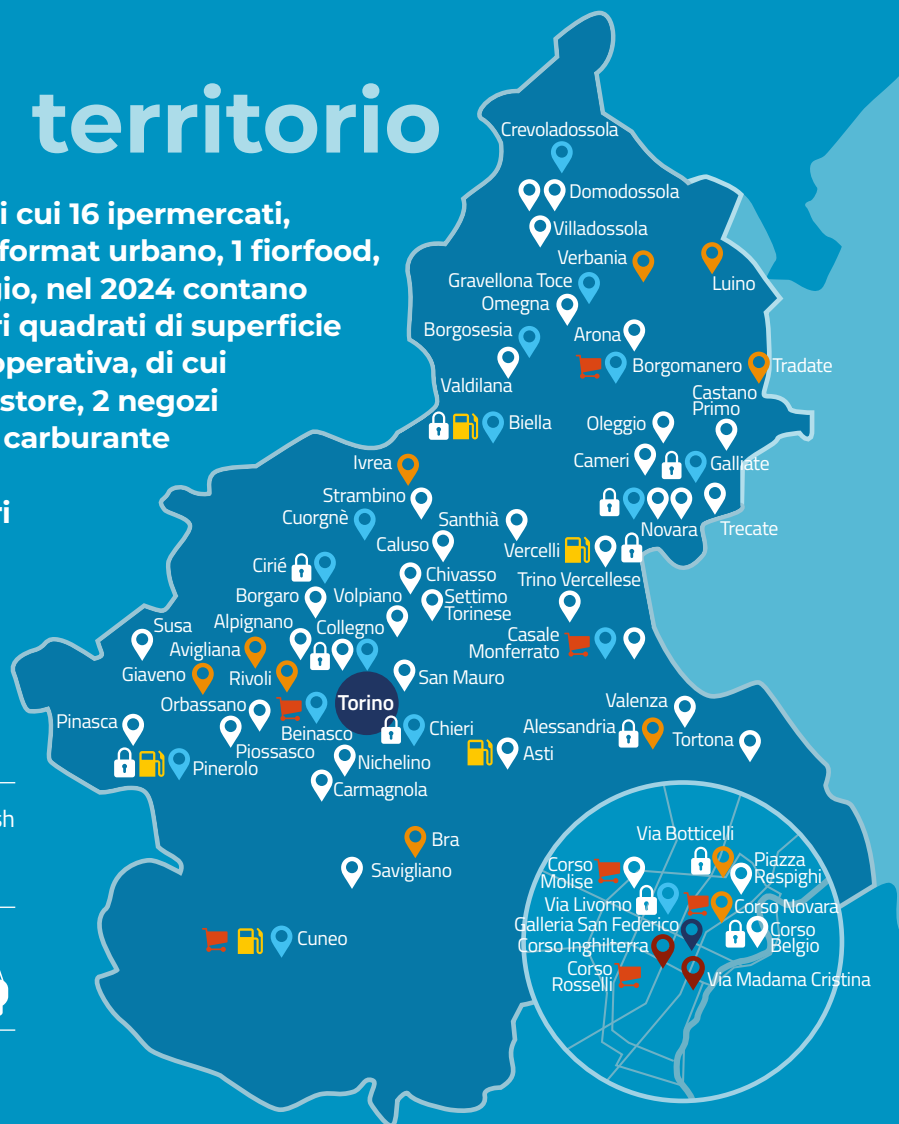 territorio
i cui 16 ipermercati,
format urbano, 1 fiorfood,
gio, nel 2024 contano
ri quadrati di superficie
operativa, di cui
store, 2 negozi
carburante
ri
sh
Crevoladossola
Domodossola
Villadossola
Verbania
Luino
Gravellona Toce
Omegna
Borgosesia
Arona
Valdilana
Borgomanero
Tradate
Castano
Primo
Biella
Oleggio
Cameri
Galliate
Ivrea
Strambino
Cuorgnè
Santhià
Novara
Trecate
Caluso
Vercelli
Cirié
Chivasso
Trino Vercellese
Borgaro
Volpiano
Settimo
Torinese
Susa
Alpignano
Collegno
Casale
Monferrato
Avigliana
Giaveno
Rivoli
San Mauro
Orbassano
Torino
Valenza
Pinasca
Beinasco
Chieri
Alessandria
Tortona
Piossasco
Asti
Pinerolo
Nichelino
Carmagnola
Bra
Savigliano
Cuneo
Via Botticelli
Corso
Molise
Piazza
Respighi
Via Livorno
Corso Novara
Galleria San Federico
Corso
Belgio
Corso Inghilterra
Corso
Rosselli
Via Madama Cristina